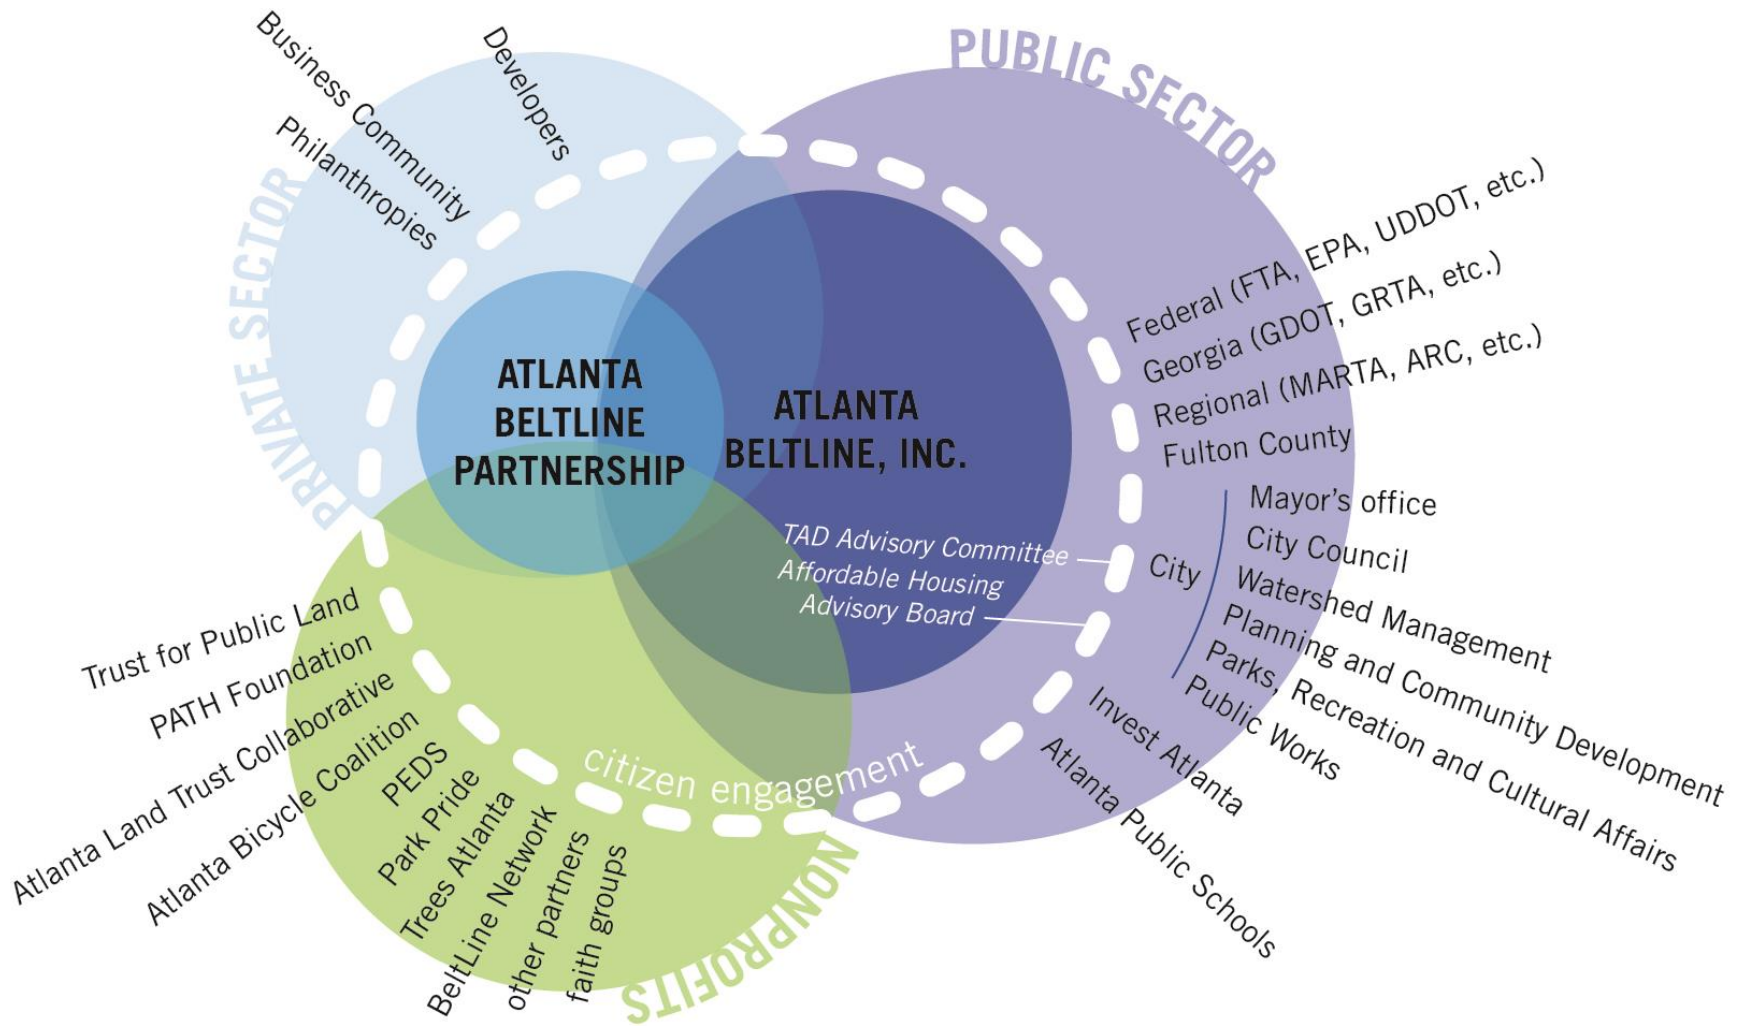 PRIVATE SECTOR
Philanthropies
Business Community
Developers
PUBLIC SECTOR
Federal (FTA, EPA, UDDOT, etc.)
Georgia (GDOT, GRTA, etc.)
Regional (MARTA, ARC, etc.)
Fulton County
City
Mayor's office
City Council
Watershed Management
Planning and Community Development
Parks, Recreation and Cultural Affairs
Public Works
Invest Atlanta
Atlanta Public Schools
ATLANTA
BELTLINE
PARTNERSHIP
ATLANTA
BELTLINE, INC.
TAD Advisory Committee
Affordable Housing
Advisory Board
citizen engagement
Trust for Public Land
PATH Foundation
Atlanta Land Trust Collaborative
Atlanta Bicycle Coalition
PEDS
Park Pride
Trees Atlanta
BeltLine Network
other partners
faith groups
NONPROFITS